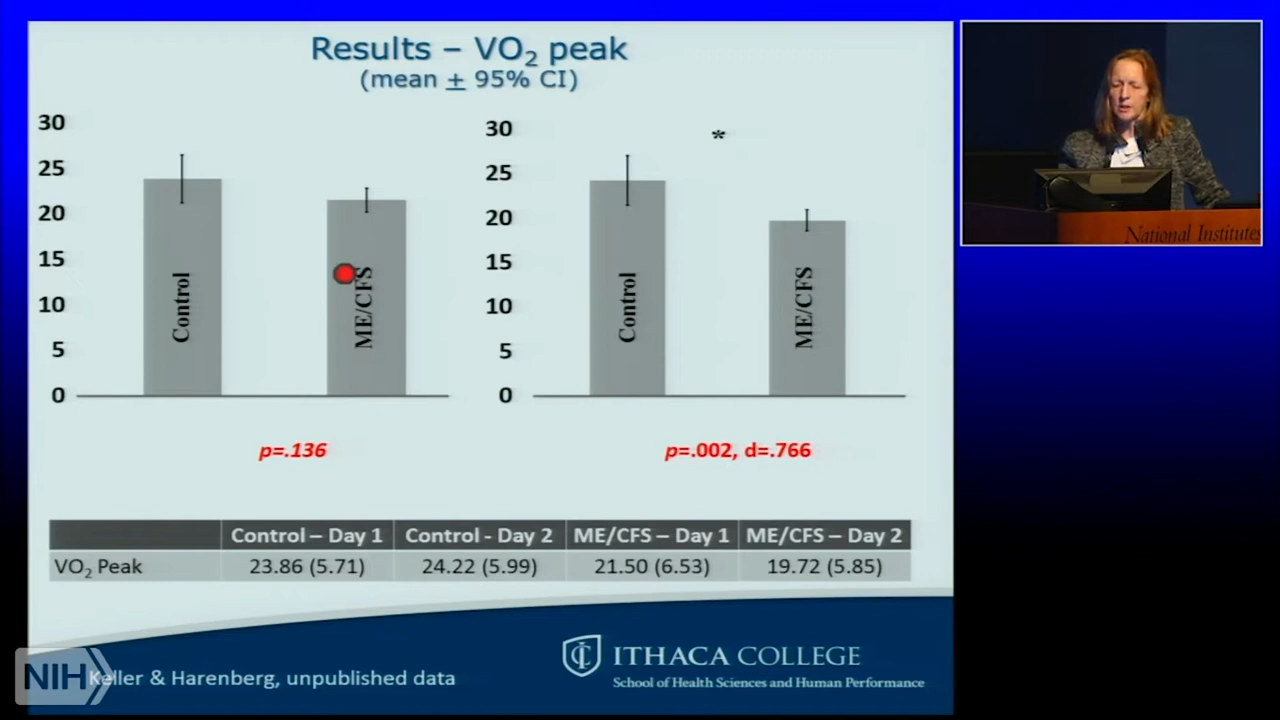 Results – VO₂ peak
(mean ± 95% CI)
30
25
20
15
10
5
0
Control
ME/CFS
p=.136
30
25
20
15
10
5
0
*
Control
ME/CFS
p=.002, d=.766
Control – Day 1 Control - Day 2 ME/CFS – Day 1 ME/CFS – Day 2
VO₂ Peak 23.86 (5.71) 24.22 (5.99) 21.50 (6.53) 19.72 (5.85)
Keller & Harenberg, unpublished data
NIH
ITHACA COLLEGE
School of Health Sciences and Human Performance
National Institutes